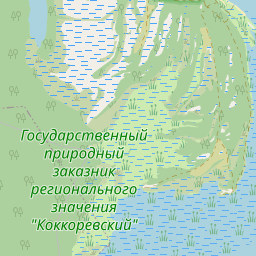 Государственный
природный
заказник
регионального
значения
"Коккоревский"